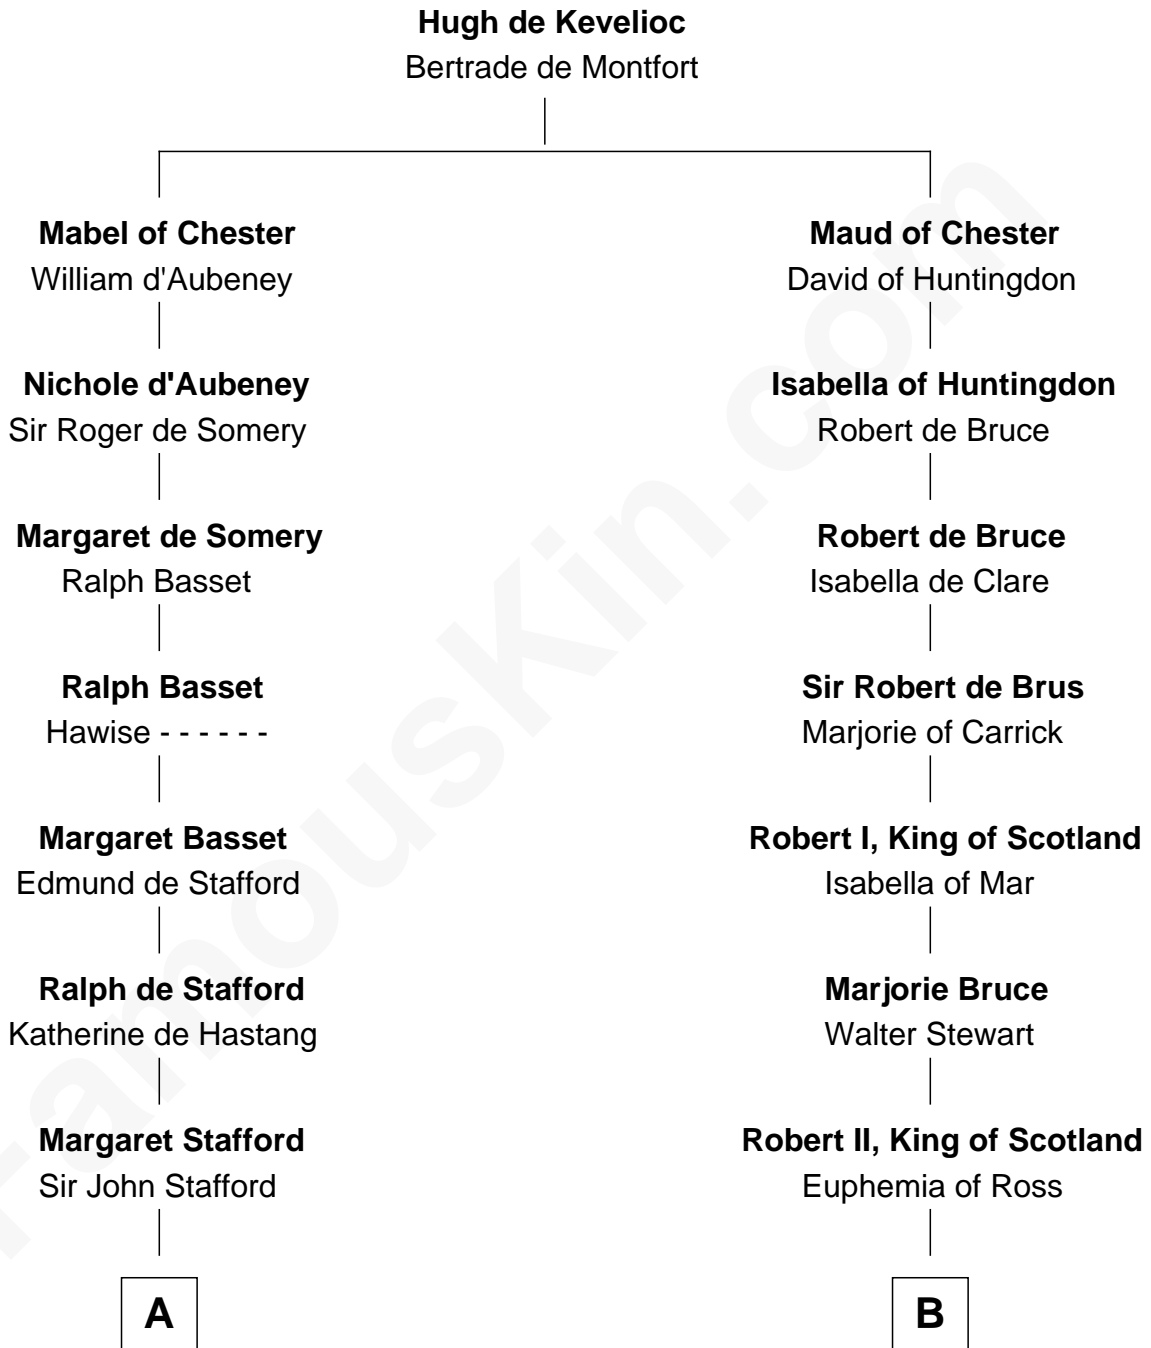 Hugh de Kevelioc
Bertrade de Montfort
Mabel of Chester
William d'Aubeney
Maud of Chester
David of Huntingdon
Nichole d'Aubeney
Sir Roger de Somery
Isabella of Huntingdon
Robert de Bruce
Margaret de Somery
Ralph Basset
Robert de Bruce
Isabella de Clare
Ralph Basset
Hawise - - - - - -
Sir Robert de Brus
Marjorie of Carrick
Margaret Basset
Edmund de Stafford
Robert I, King of Scotland
Isabella of Mar
Ralph de Stafford
Katherine de Hastang
Marjorie Bruce
Walter Stewart
Margaret Stafford
Sir John Stafford
Robert II, King of Scotland
Euphemia of Ross
A
B
FamousKin.com